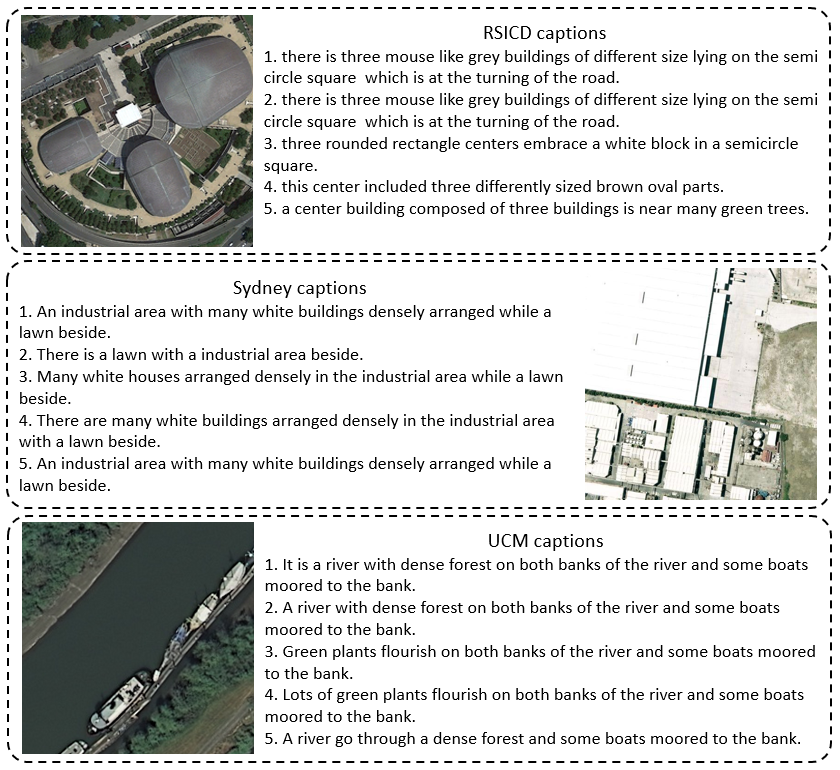 RSICD captions
1. there is three mouse like grey buildings of different size lying on the semi
circle square  which is at the turning of the road.
2. there is three mouse like grey buildings of different size lying on the semi
circle square  which is at the turning of the road.
3. three rounded rectangle centers embrace a white block in a semicircle
square.
4. this center included three differently sized brown oval parts.
5. a center building composed of three buildings is near many green trees.
Sydney captions
1. An industrial area with many white buildings densely arranged while a
lawn beside.
2. There is a lawn with a industrial area beside.
3. Many white houses arranged densely in the industrial area while a lawn
beside.
4. There are many white buildings arranged densely in the industrial area
with a lawn beside.
5. An industrial area with many white buildings densely arranged while a
lawn beside.
UCM captions
1. It is a river with dense forest on both banks of the river and some boats
moored to the bank.
2. A river with dense forest on both banks of the river and some boats
moored to the bank.
3. Green plants flourish on both banks of the river and some boats moored
to the bank.
4. Lots of green plants flourish on both banks of the river and some boats
moored to the bank.
5. A river go through a dense forest and some boats moored to the bank.